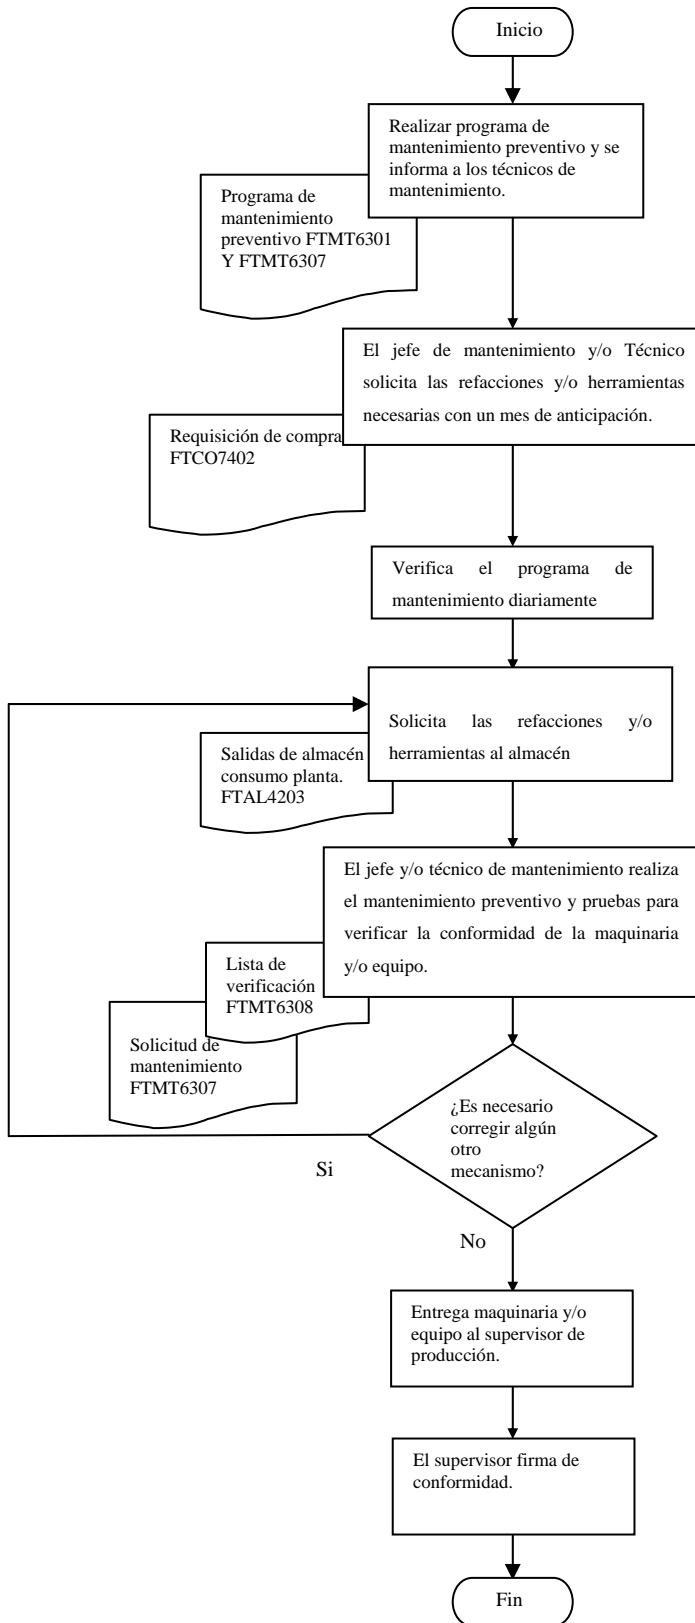 Inicio
Realizar programa de
mantenimiento preventivo y se
informa a los técnicos de
mantenimiento.
Programa de
mantenimiento
preventivo FTMT6301
Y FTMT6307
El jefe de mantenimiento y/o Técnico
solicita las refacciones y/o herramientas
necesarias con un mes de anticipación.
Requisición de compra
FTCO7402
Verifica el programa de
mantenimiento diariamente
Solicita las refacciones y/o
herramientas al almacén
Salidas de almacén
consumo planta.
FTAL4203
El jefe y/o técnico de mantenimiento realiza
el mantenimiento preventivo y pruebas para
verificar la conformidad de la maquinaria
y/o equipo.
Lista de
verificación
FTMT6308
Solicitud de
mantenimiento
FTMT6307
¿Es necesario
corregir algún
otro
mecanismo?
Si
No
Entrega maquinaria y/o
equipo al supervisor de
producción.
El supervisor firma de
conformidad.
Fin